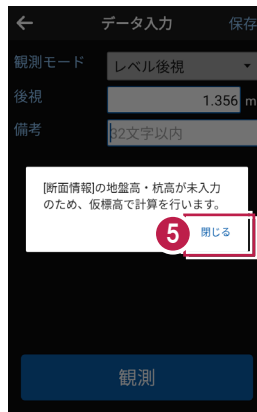 ← データ入力 保存
観測モード レベル後視
後視 1.356 m
備考 32文字以内
[断面情報]の地盤高・杭高が未入力
のため、仮標高で計算を行います。
5 閉じる
観測